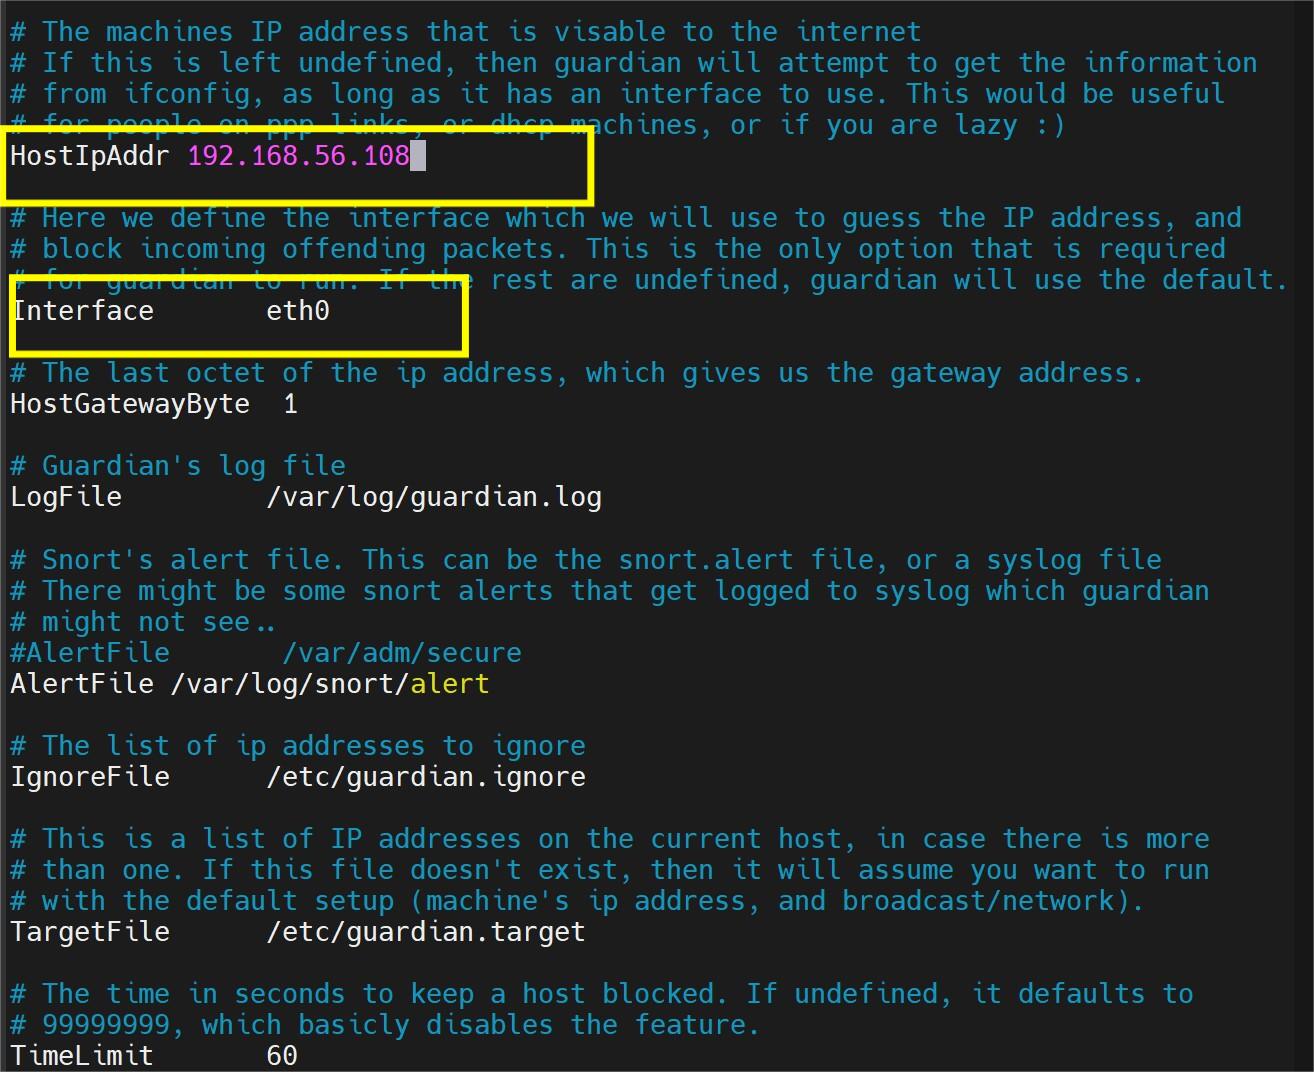 # The machines IP address that is visable to the internet
# If this is left undefined, then guardian will attempt to get the information
# from ifconfig, as long as it has an interface to use. This would be useful
# for people on ppp links, or dhcp machines, or if you are lazy :)
HostIpAddr 192.168.56.108
# Here we define the interface which we will use to guess the IP address, and
# block incoming offending packets. This is the only option that is required
# for guardian to run. If the rest are undefined, guardian will use the default.
Interface       eth0
# The last octet of the ip address, which gives us the gateway address.
HostGatewayByte  1
# Guardian's log file
LogFile         /var/log/guardian.log
# Snort's alert file. This can be the snort.alert file, or a syslog file
# There might be some snort alerts that get logged to syslog which guardian
# might not see..
#AlertFile       /var/adm/secure
AlertFile /var/log/snort/alert
# The list of ip addresses to ignore
IgnoreFile      /etc/guardian.ignore
# This is a list of IP addresses on the current host, in case there is more
# than one. If this file doesn't exist, then it will assume you want to run
# with the default setup (machine's ip address, and broadcast/network).
TargetFile      /etc/guardian.target
# The time in seconds to keep a host blocked. If undefined, it defaults to
# 99999999, which basicly disables the feature.
TimeLimit       60